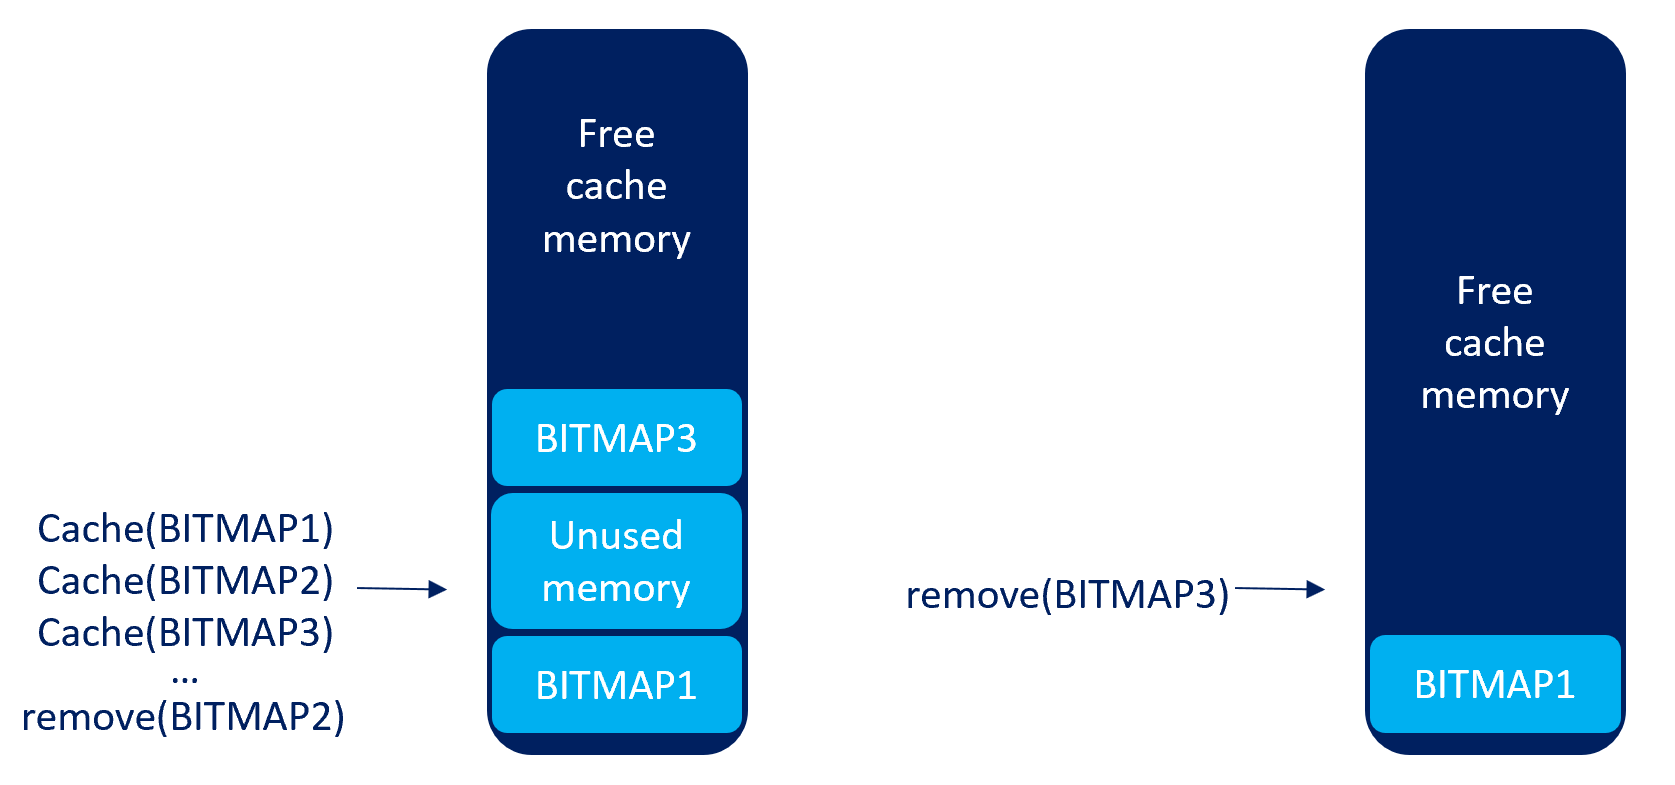 Cache(BITMAP1)
Cache(BITMAP2)
Cache(BITMAP3)
...
remove(BITMAP2)
Free
cache
memory
BITMAP3
Unused
memory
BITMAP1
remove(BITMAP3)
Free
cache
memory
BITMAP1